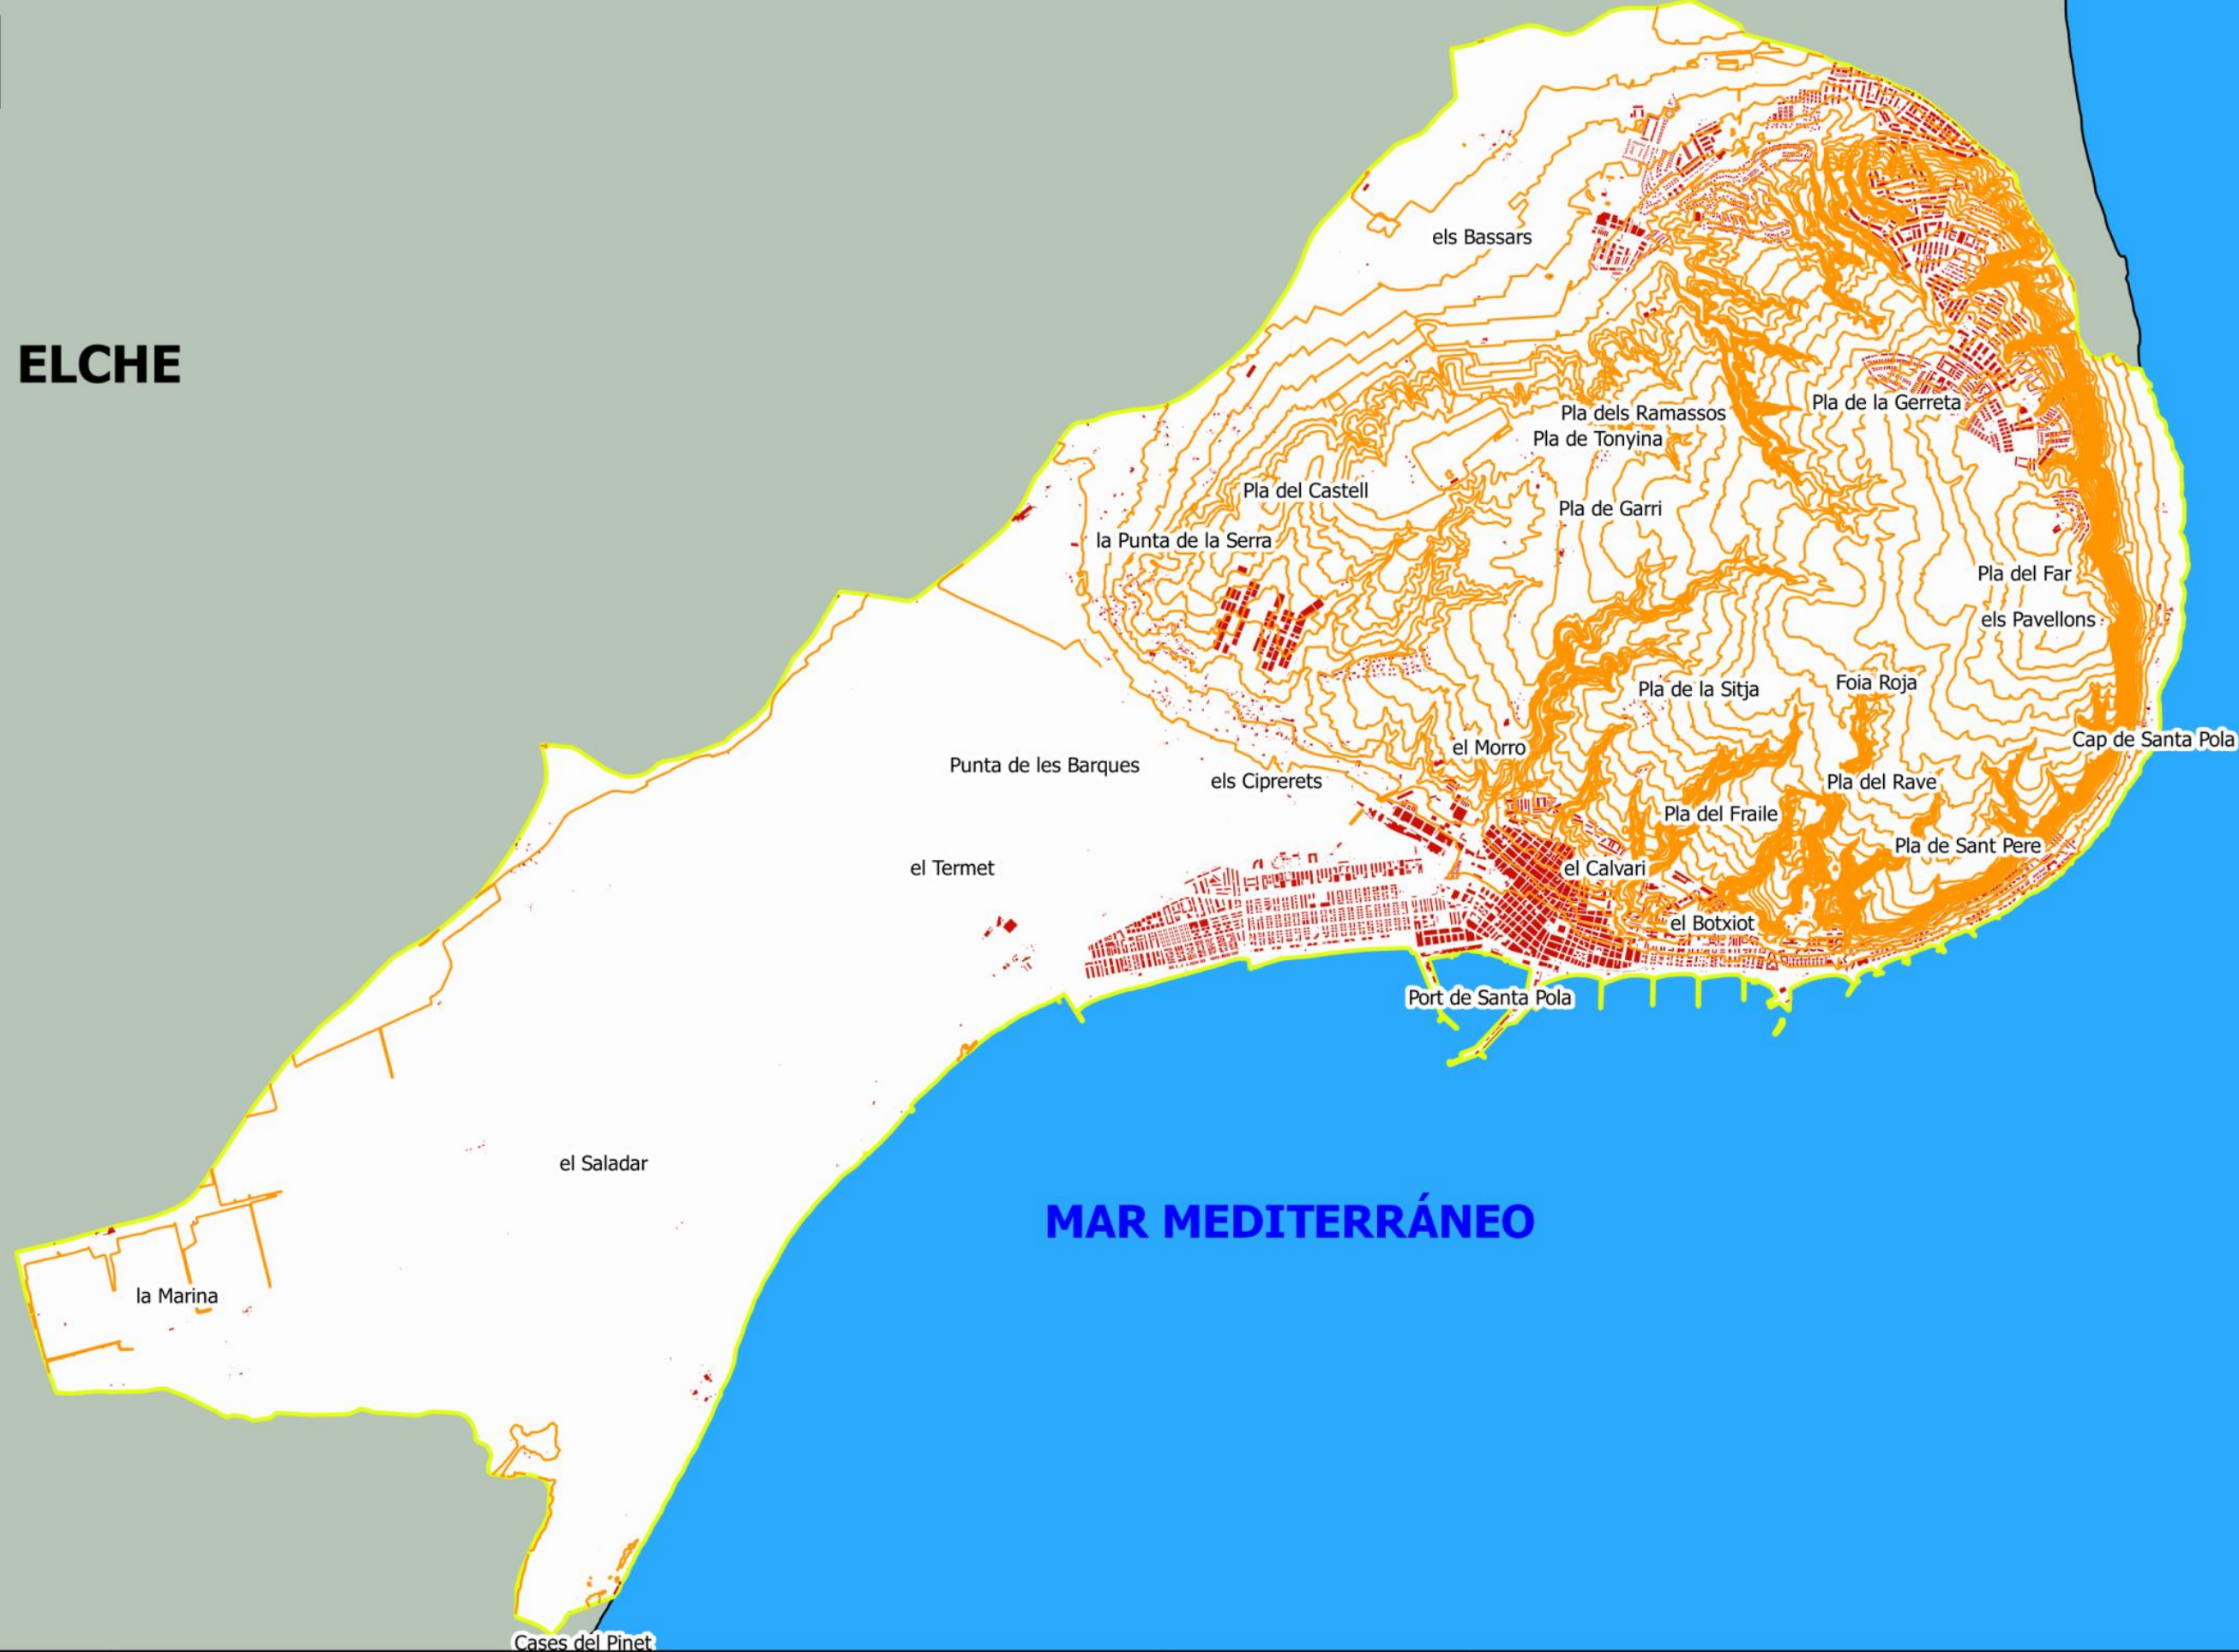 els Bassars
ELCHE
Pla de la Gerreta
Pla dels Ramassos
Pla de Tonyina
Pla del Castell
Pla de Garri
la Punta de la Serra
Pla del Far
els Pavellons
Foia Roja
Pla de la Sitja
Cap de Santa Pola
el Morro
Punta de les Barques
els Ciprerets
Pla del Rave
Pla del Fraile
Pla de Sant Pere
el Termet
el Calvari
el Botxiot
Port de Santa Pola
el Saladar
MAR MEDITERRÁNEO
la Marina
Cases del Pinet